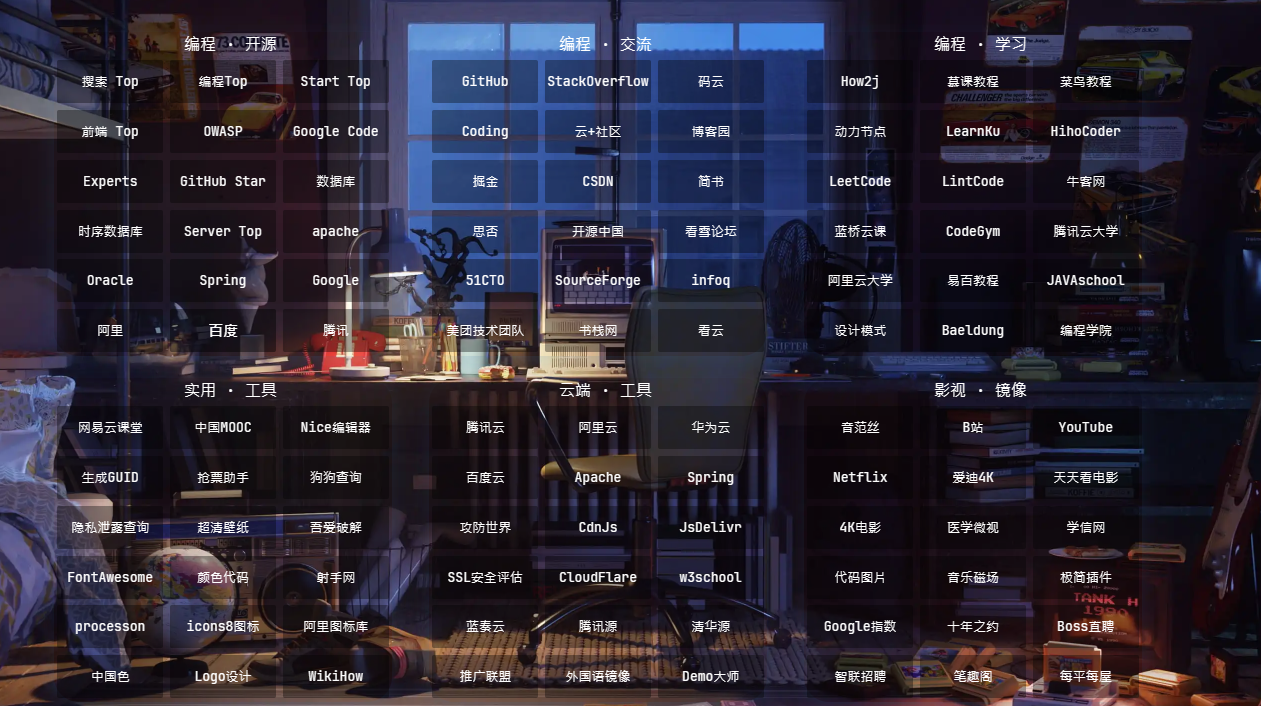 编程 · 开源
搜索 Top 编程Top Start Top
前端 Top OWASP Google Code
Experts GitHub Star 数据库
时序数据库 Server Top apache
Oracle Spring Google
阿里 百度 腾讯
编程 · 交流
GitHub StackOverflow 码云
Coding 云+社区 博客园
掘金 CSDN 简书
思否 开源中国 看雪论坛
51CTO SourceForge infoq
美团技术团队 书栈网 看云
编程 · 学习
How2j 慕课教程 菜鸟教程
动力节点 LearnKu HihoCoder
LeetCode LintCode 牛客网
蓝桥云课 CodeGym 腾讯云大学
阿里云大学 易百教程 JAVAschool
设计模式 Baeldung 编程学院
实用 · 工具
网易云课堂 中国MOOC Nice编辑器
生成GUID 抢票助手 狗狗查询
隐私泄露查询 超清壁纸 吾爱破解
FontAwesome 颜色代码 射手网
processon icons8图标 阿里图标库
中国色 Logo设计 WikiHow
云端 · 工具
腾讯云 阿里云 华为云
百度云 Apache Spring
攻防世界 CdnJs JsDelivr
SSL安全评估 CloudFlare w3school
蓝奏云 腾讯源 清华源
推广联盟 外国语镜像 Demo大师
影视 · 镜像
音范丝 B站 YouTube
Netflix 爱迪4K 天天看电影
4K电影 医学微视 学信网
代码图片 音乐磁场 极简插件
Google指数 十年之约 Boss直聘
智联招聘 笔趣阁 每平每屋
CHALLENGER
TANK H
1990